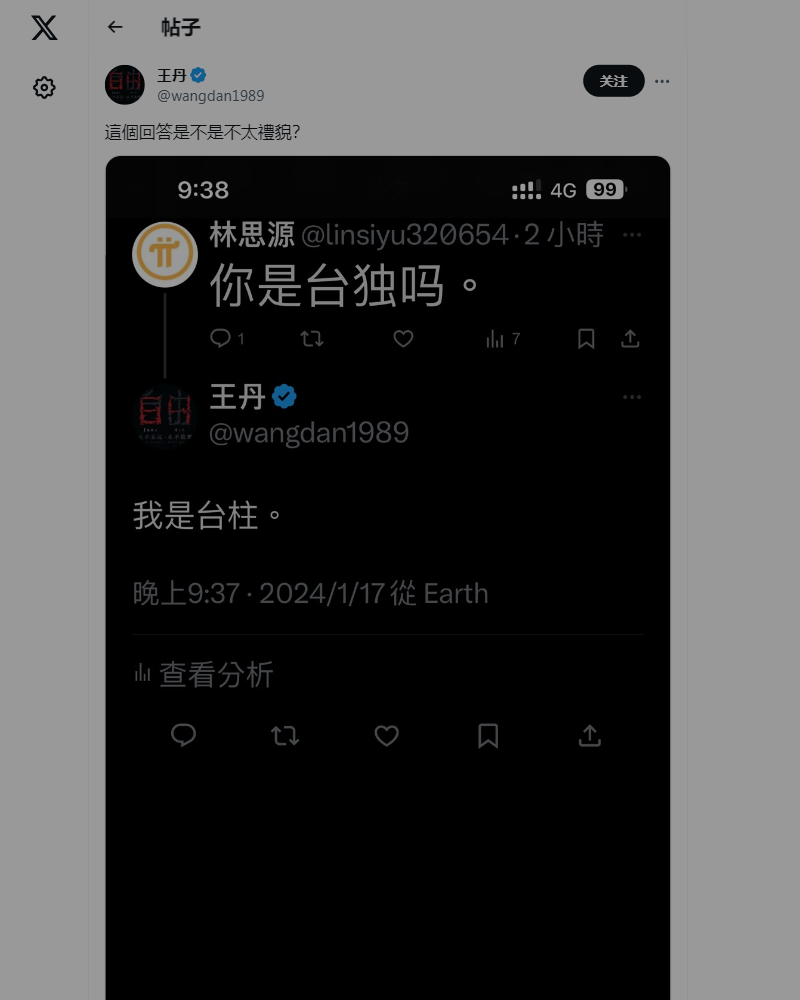 帖子
王丹
@wangdan1989
关注
這個回答是不是不太禮貌？
9:38
4G 99
林思源 @linsiyu320654·2 小時
你是台独吗。
1
7
王丹
@wangdan1989
自由
我是台柱。
晚上9:37 · 2024/1/17 從 Earth
查看分析